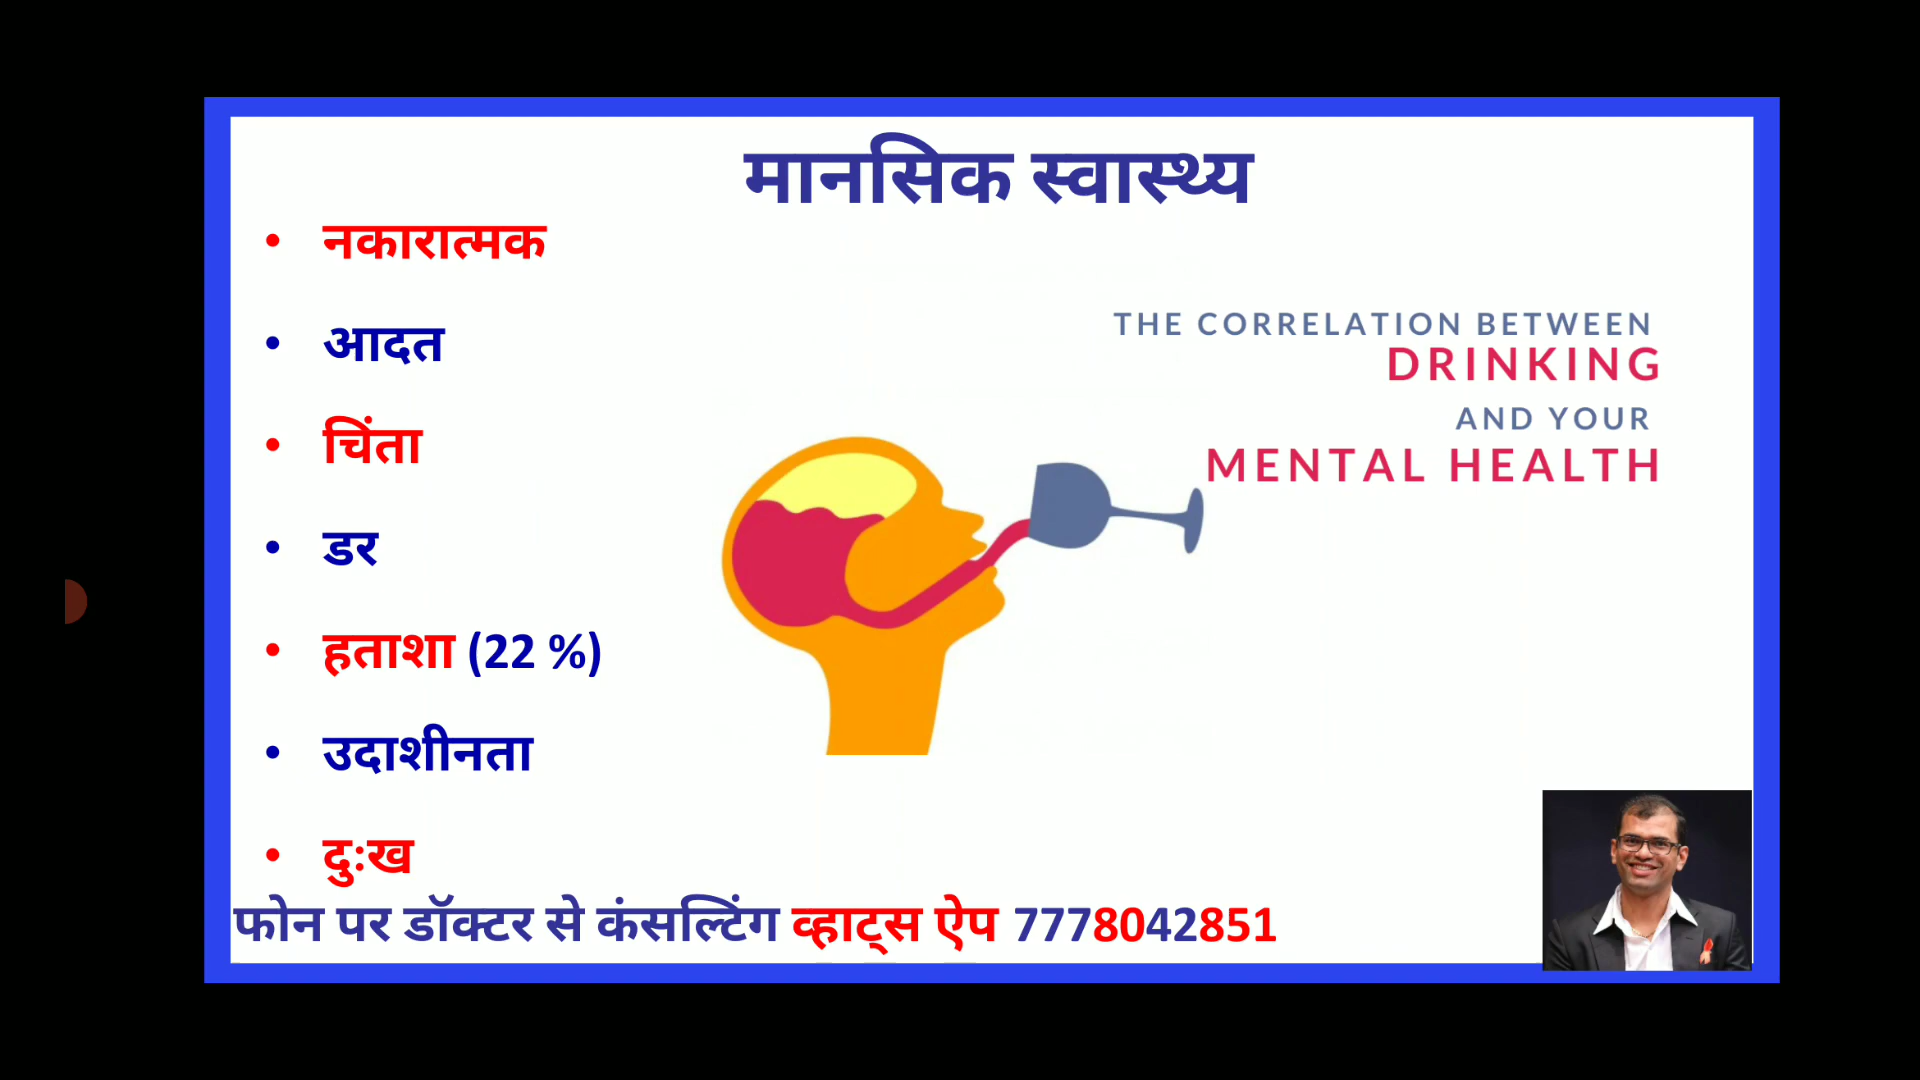 मानसिक स्वास्थ्य
• नकारात्मक
• आदत
• चिंता
• डर
• हताशा (22 %)
• उदाशीनता
• दुःख
THE CORRELATION BETWEEN
DRINKING
AND YOUR
MENTAL HEALTH
फोन पर डॉक्टर से कंसल्टिंग व्हाट्स ऐप 7778042851